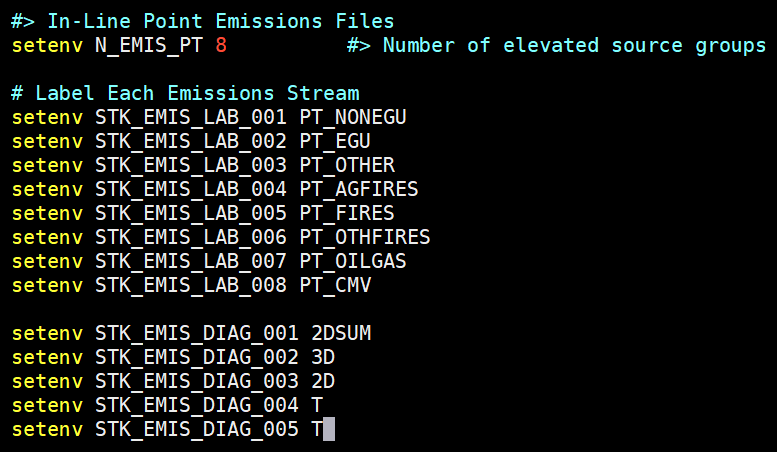 #> In-Line Point Emissions Files
setenv N_EMIS_PT 8 #> Number of elevated source groups
# Label Each Emissions Stream
setenv STK_EMIS_LAB_001 PT_NONEGU
setenv STK_EMIS_LAB_002 PT_EGU
setenv STK_EMIS_LAB_003 PT_OTHER
setenv STK_EMIS_LAB_004 PT_AGFIRES
setenv STK_EMIS_LAB_005 PT_FIRES
setenv STK_EMIS_LAB_006 PT_OTHFIRES
setenv STK_EMIS_LAB_007 PT_OILGAS
setenv STK_EMIS_LAB_008 PT_CMV
setenv STK_EMIS_DIAG_001 2DSUM
setenv STK_EMIS_DIAG_002 3D
setenv STK_EMIS_DIAG_003 2D
setenv STK_EMIS_DIAG_004 T
setenv STK_EMIS_DIAG_005 T